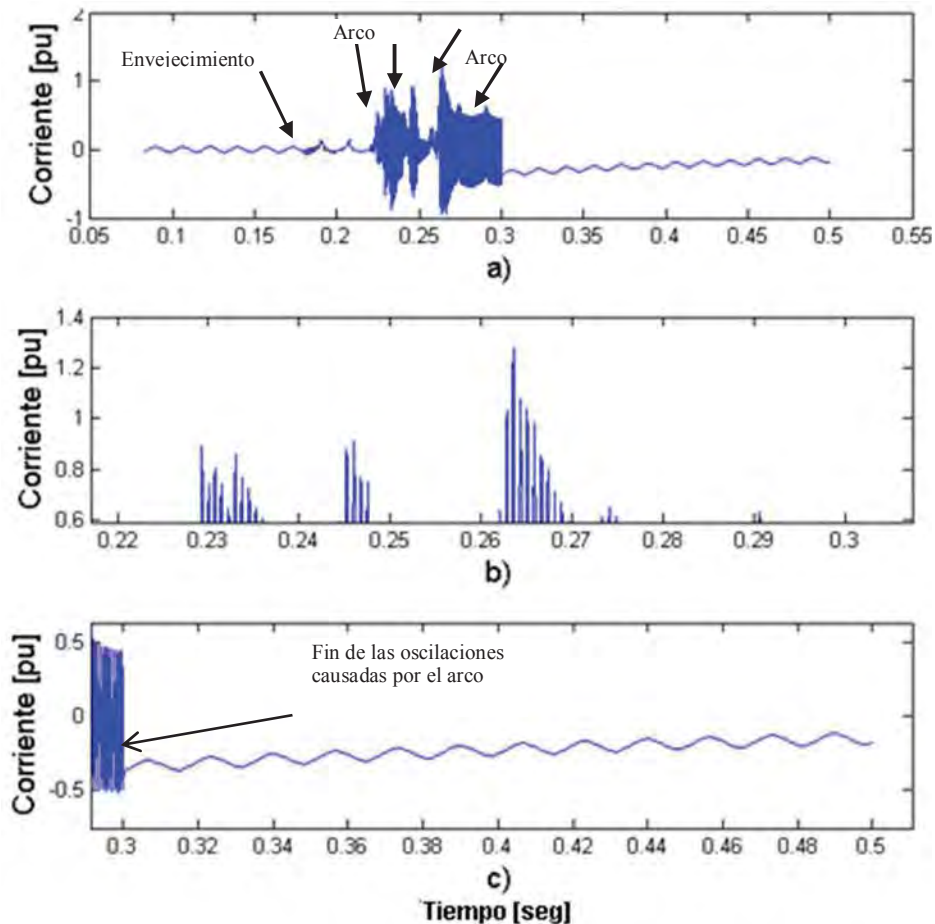 2
Arco
Envejecimiento
Arco
1
0
-1
Corriente [pu]
0.05 0.1 0.15 0.2 0.25 0.3 0.35 0.4 0.45 0.5 0.55
a)
1.4
1.2
1
0.8
0.6
Corriente [pu]
0.22 0.23 0.24 0.25 0.26 0.27 0.28 0.29 0.3
b)
0.5
0
-0.5
Corriente [pu]
Fin de las oscilaciones
causadas por el arco
0.3 0.32 0.34 0.36 0.38 0.4 0.42 0.44 0.46 0.48 0.5
c)
Tiempo [seg]